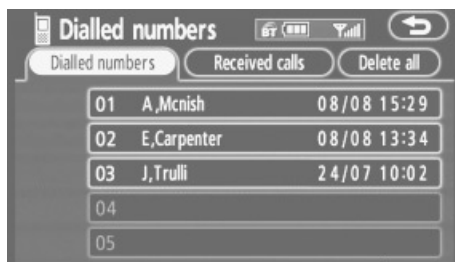 Dialled numbers BT
Dialled numbers Received calls Delete all
01 A,Mcnish 08/08 15:29
02 E,Carpenter 08/08 13:34
03 J,Trulli 24/07 10:02
04
05